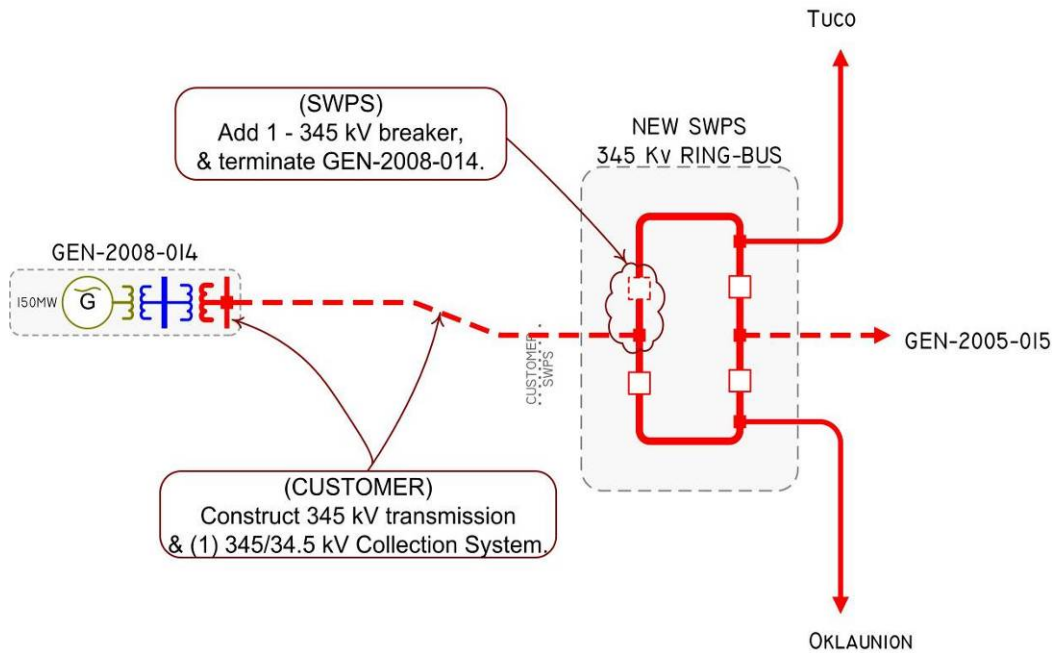 TUCO
(SWPS)
Add 1 - 345 kV breaker,
& terminate GEN-2008-014.
NEW SWPS
345 Kv RING-BUS
GEN-2008-014
150MW
G
GEN-2005-015
CUSTOMER
SWPS
(CUSTOMER)
Construct 345 kV transmission
& (1) 345/34.5 kV Collection System.
OKLAUNION